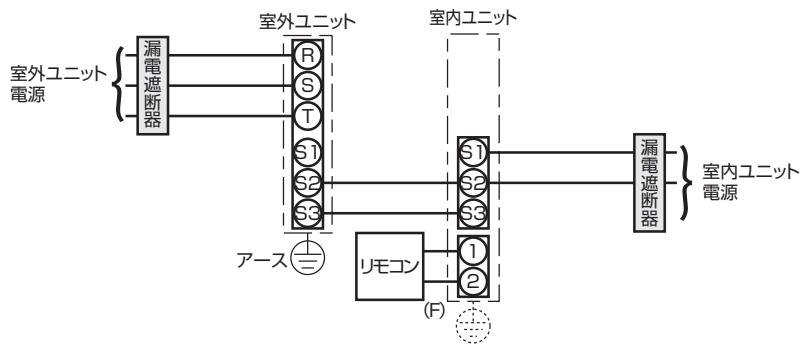 室外ユニット
室内ユニット
室外ユニット
電源
漏電遮断器
R
S
T
S1
S2
S3
アース
S1
S2
S3
1
2
リモコン
(F)
漏電遮断器
室内ユニット
電源